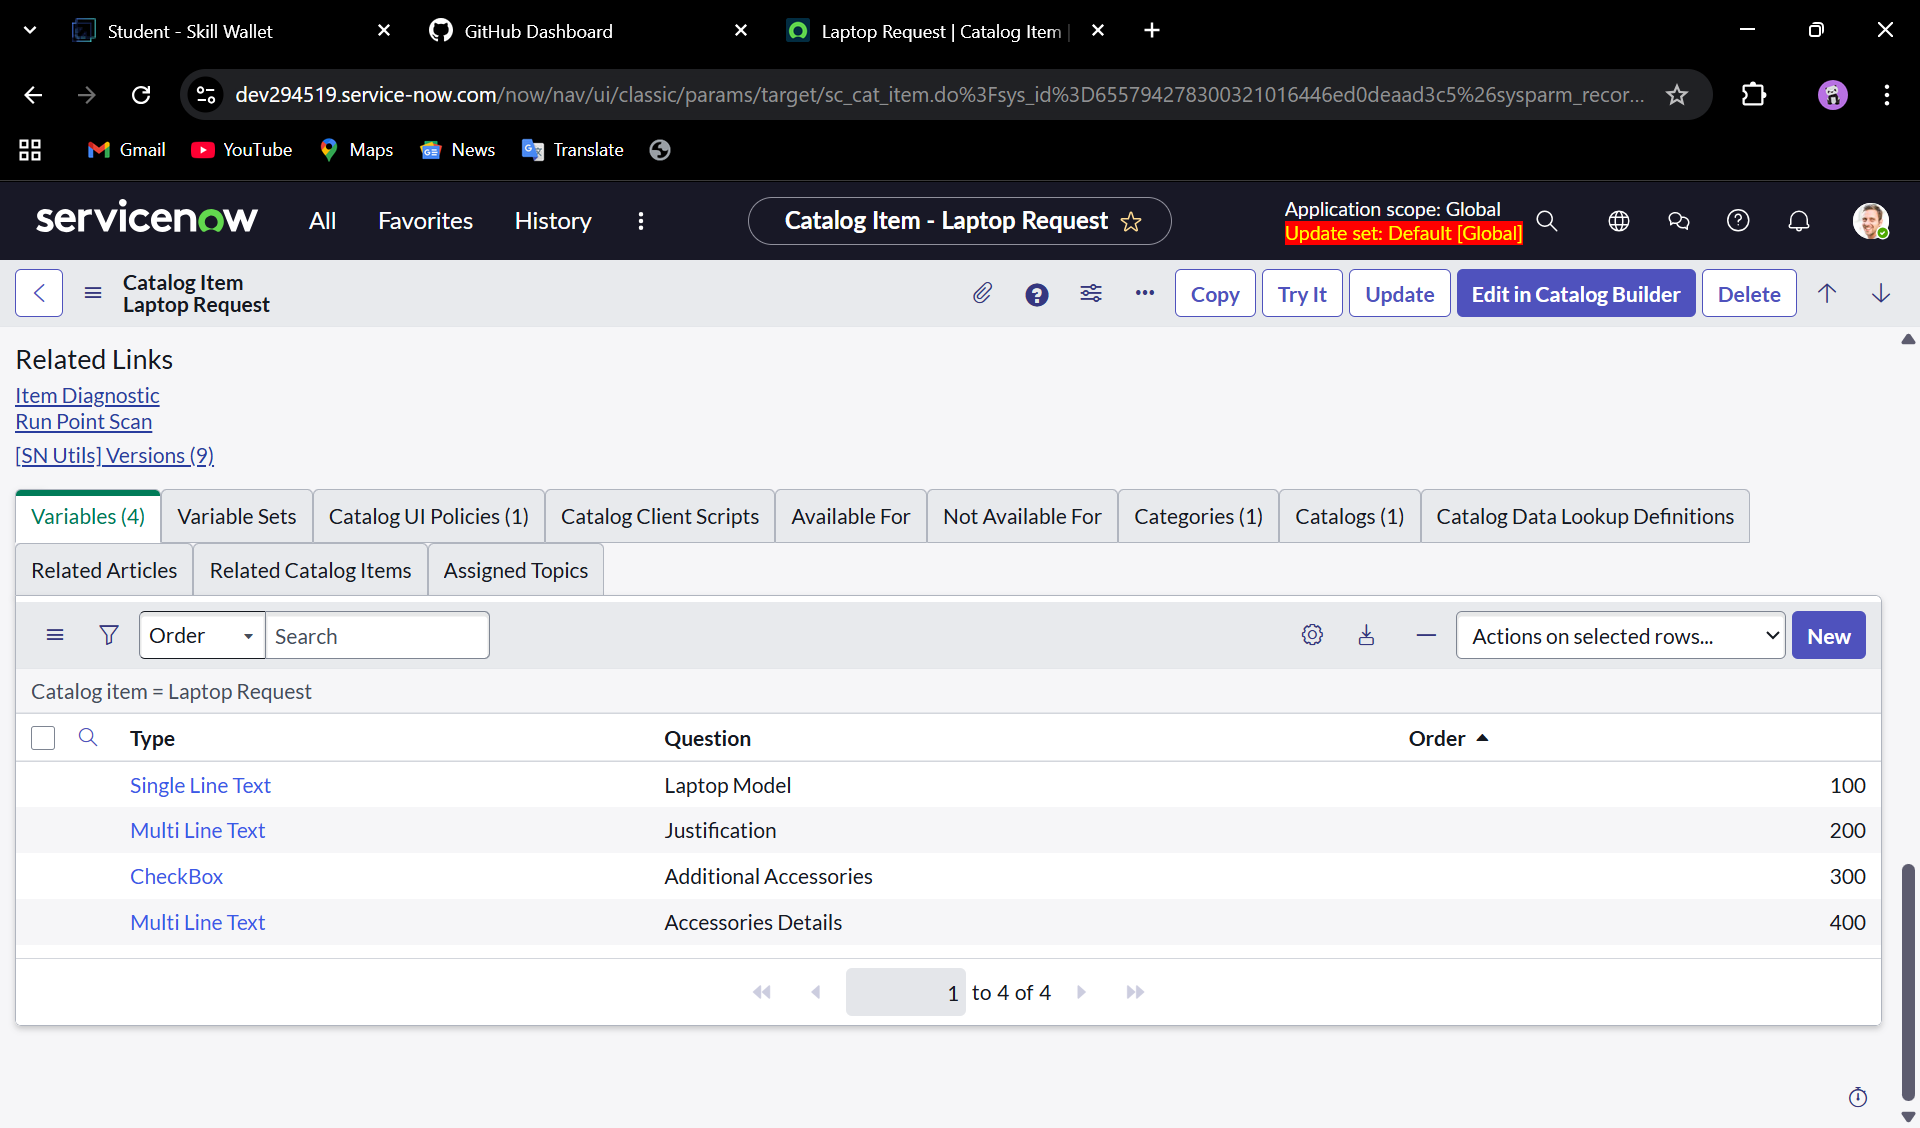 Student - Skill Wallet
GitHub Dashboard
Laptop Request | Catalog Item |
dev294519.service-now.com/now/nav/ui/classic/params/target/sc_cat_item.do%3Fsys_id%3D655794278300321016446ed0deaad3c5%26sysparm_recor...
Gmail
YouTube
Maps
News
Translate
servicenow
All
Favorites
History
Catalog Item - Laptop Request
Application scope: Global
Update set: Default [Global]
Catalog Item
Laptop Request
Copy
Try It
Update
Edit in Catalog Builder
Delete
Related Links
Item Diagnostic
Run Point Scan
[SN Utils] Versions (9)
Variables (4)
Variable Sets
Catalog UI Policies (1)
Catalog Client Scripts
Available For
Not Available For
Categories (1)
Catalogs (1)
Catalog Data Lookup Definitions
Related Articles
Related Catalog Items
Assigned Topics
Order
Search
Actions on selected rows...
New
Catalog item = Laptop Request
Type Question Order
Single Line Text Laptop Model 100
Multi Line Text Justification 200
CheckBox Additional Accessories 300
Multi Line Text Accessories Details 400
1 to 4 of 4